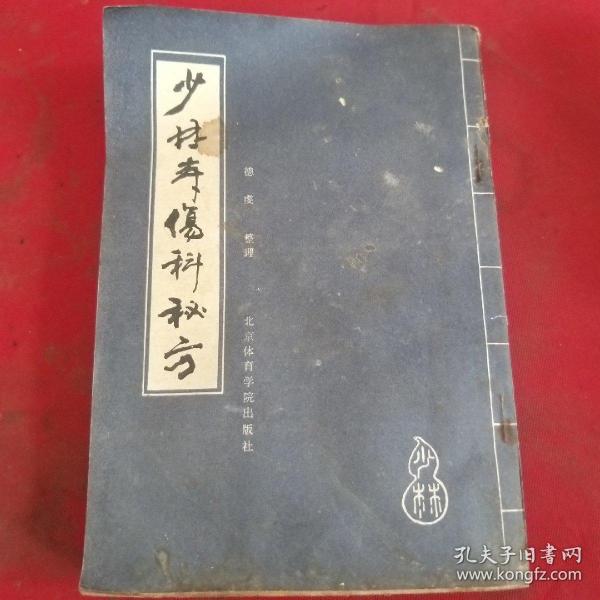 少林寺傷科秘方
德虔 整理
北京体育学院出版社
少林
孔夫子旧书网
www.kongfz.com